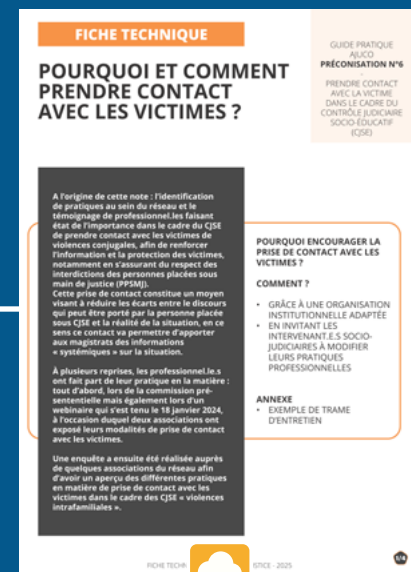 FICHE TECHNIQUE
POURQUOI ET COMMENT
PRENDRE CONTACT
AVEC LES VICTIMES ?
GUIDE PRATIQUE
AJUCO
PRÉCONISATION N°6
-
PRENDRE CONTACT
AVEC LA VICTIME
DANS LE CADRE DU
CONTRÔLE JUDICIAIRE
SOCIO-ÉDUCATIF
(CJSE)
A l'origine de cette note : l'identification
de pratiques au sein du réseau et le
témoignage de professionnel.les faisant
état de l'importance dans le cadre du CJSE
de prendre contact avec les victimes de
violences conjugales, afin de renforcer
l'information et la protection des victimes,
notamment en s'assurant du respect des
interdictions des personnes placées sous
main de justice (PPSMJ).
Cette prise de contact constitue un moyen
visant à réduire les écarts entre le discours
qui peut être porté par la personne placée
sous CJSE et la réalité de la situation, en ce
sens ce contact va permettre d'apporter
aux magistrats des informations
« systémiques » sur la situation.
À plusieurs reprises, les professionnel.le.s
ont fait part de leur pratique en la matière :
tout d'abord, lors de la commission pré-
sententielle mais également lors d'un
webinaire qui s'est tenu le 18 janvier 2024,
à l'occasion duquel deux associations ont
exposé leurs modalités de prise de contact
avec les victimes.
Une enquête a ensuite été réalisée auprès
de quelques associations du réseau afin
d'avoir un aperçu des différentes pratiques
en matière de prise de contact avec les
victimes dans le cadre des CJSE « violences
intrafamiliales ».
POURQUOI ENCOURAGER LA
PRISE DE CONTACT AVEC LES
VICTIMES ?
COMMENT ?
• GRÂCE À UNE ORGANISATION
INSTITUTIONNELLE ADAPTÉE
• EN INVITANT LES
INTERVENANT.E.S SOCIO-
JUDICIAIRES À MODIFIER
LEURS PRATIQUES
PROFESSIONNELLES
ANNEXE
• EXEMPLE DE TRAME
D'ENTRETIEN
FICHE TECH STICE - 2025